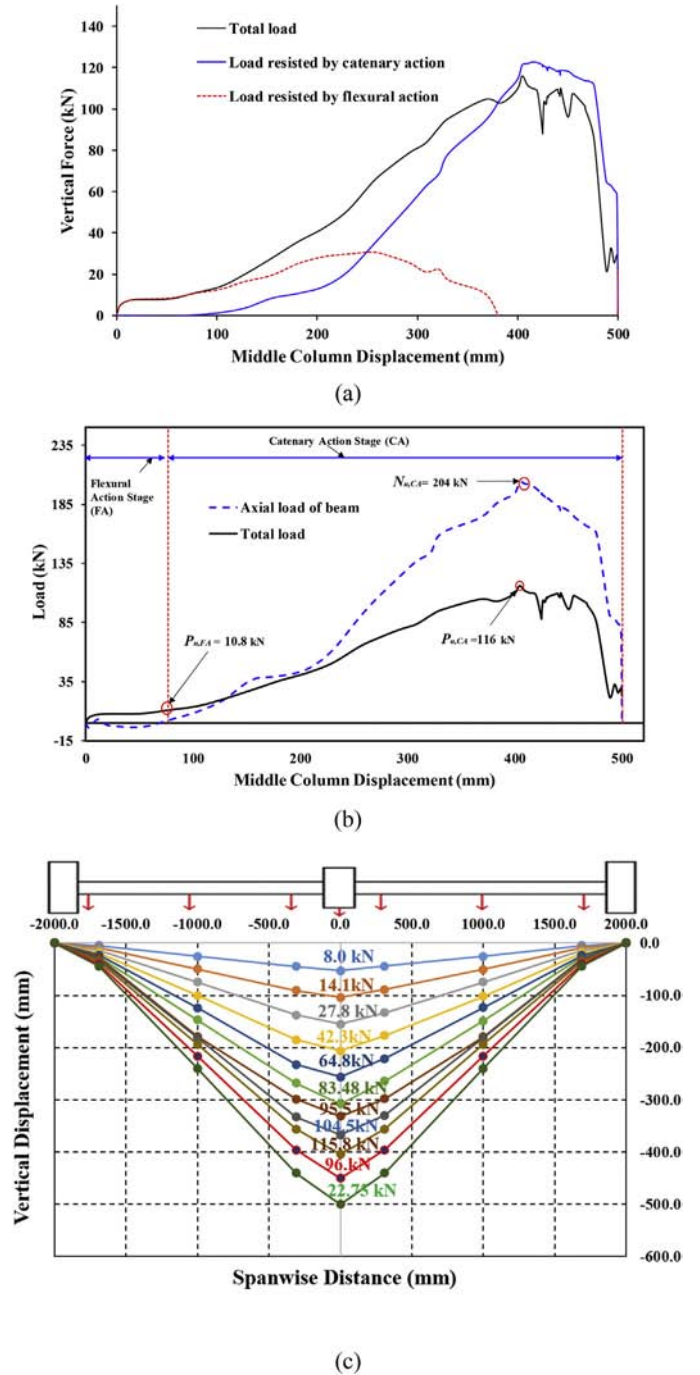 140
120
100
80
60
40
20
0
Vertical Force (kN)
Total load
Load resisted by catenary action
Load resisted by flexural action
0 100 200 300 400 500
Middle Column Displacement (mm)
(a)
235
185
135
85
35
-15
Load (kN)
Catenary Action Stage (CA)
Flexural
Action Stage
(FA)
Nu,CA= 204 kN
Axial load of beam
Total load
Pu,FA = 10.8 kN
Pu,CA =116 kN
0 100 200 300 400 500
Middle Column Displacement (mm)
(b)
-2000.0 -1500.0 -1000.0 -500.0 0.0 500.0 1000.0 1500.0 2000.0
0.0
-100.0
-200.0
-300.0
-400.0
-500.0
-600.0
Vertical Displacement (mm)
8.0 kN
14.1kN
27.8 kN
42.3kN
64.8kN
83.48 kN
95.5 kN
104.5kN
115.8 kN
96.kN
22.75 kN
Spanwise Distance (mm)
(c)